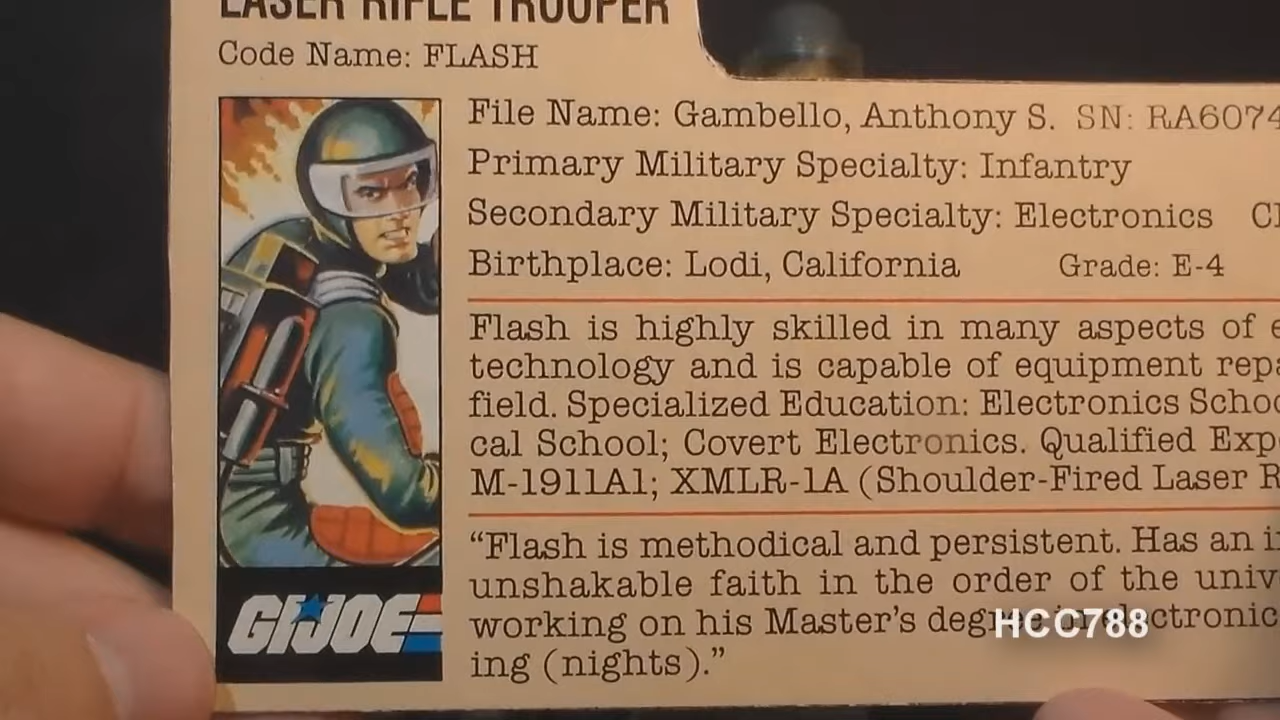 LASER RIFLE TROOPER
Code Name: FLASH
File Name: Gambello, Anthony S. SN: RA6074
Primary Military Specialty: Infantry
Secondary Military Specialty: Electronics
Birthplace: Lodi, California Grade: E-4
Flash is highly skilled in many aspects of
technology and is capable of equipment
field. Specialized Education: Electronics
cal School; Covert Electronics. Qualified
M-1911A1; XMLR-1A (Shoulder-Fired Laser
“Flash is methodical and persistent. Has an
unshakable faith in the order of the
working on his Master’s degree in
ing (nights).”
GI JOE
HCC788